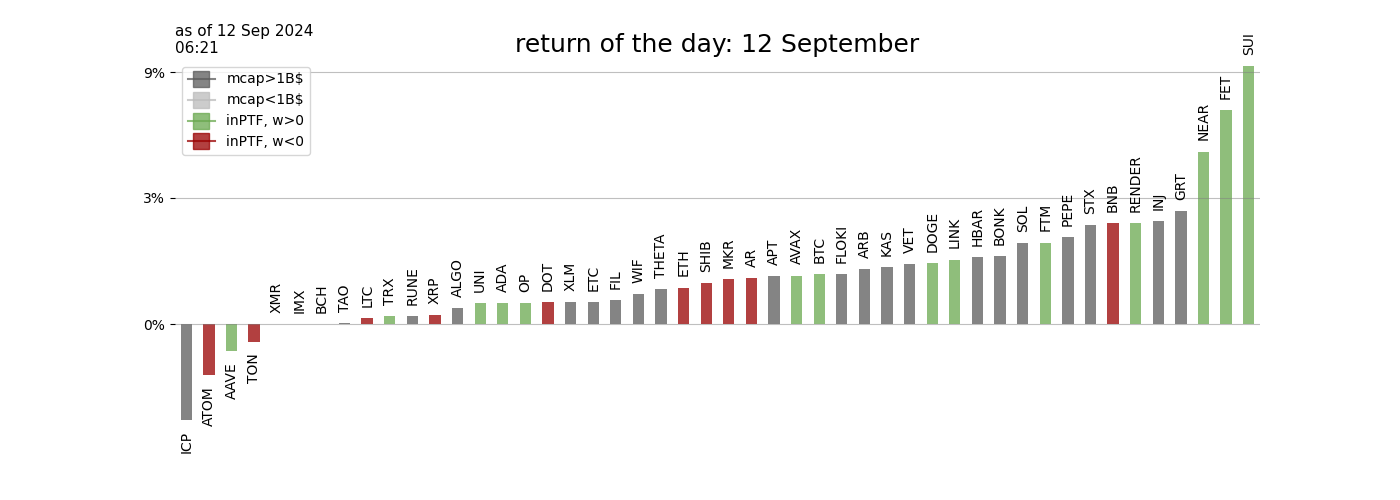 as of 12 Sep 2024
06:21
return of the day: 12 September
mcap>1B$
mcap<1B$
inPTF, w>0
inPTF, w<0
9%
3%
0%
ICP
ATOM
AAVE
TON
XMR
IMX
BCH
TAO
LTC
TRX
RUNE
XRP
ALGO
UNI
ADA
OP
DOT
XLM
ETC
FIL
WIF
THETA
ETH
SHIB
MKR
AR
APT
AVAX
BTC
FLOKI
ARB
KAS
VET
DOGE
LINK
HBAR
BONK
SOL
FTM
PEPE
STX
BNB
RENDER
INJ
GRT
NEAR
FET
SUI